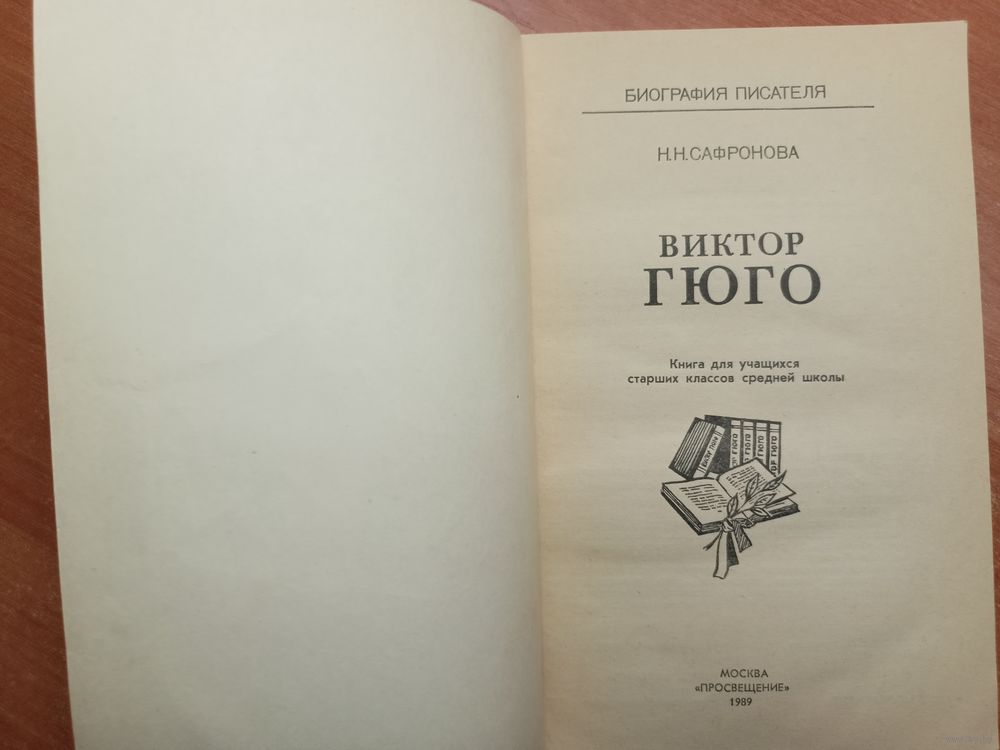 БИОГРАФИЯ ПИСАТЕЛЯ
Н.Н.САФРОНОВА
ВИКТОР
ГЮГО
Книга для учащихся
старших классов средней школы
МОСКВА
«ПРОСВЕЩЕНИЕ»
1989